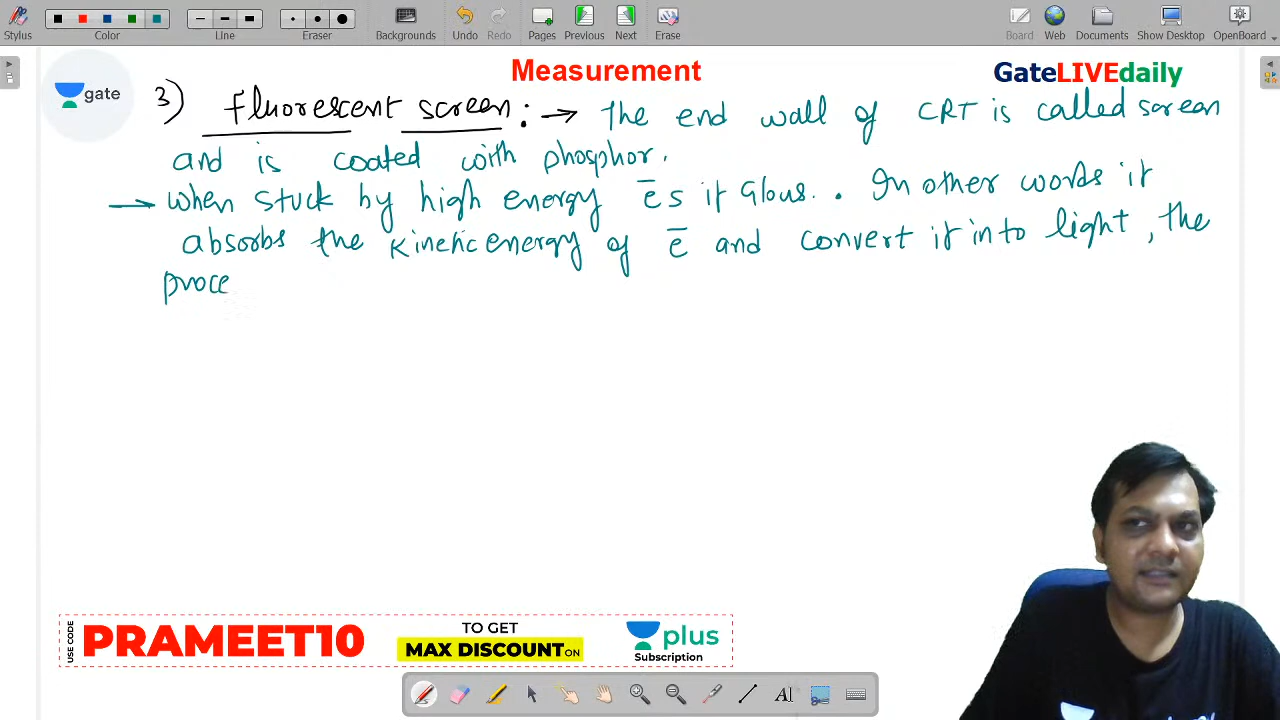 Stylus
Color
Line
Eraser
Backgrounds
Undo
Redo
Pages
Previous
Next
Erase
Board
Web
Documents
Show Desktop
OpenBoard
gate
Measurement
GateLIVEdaily
3) Fluorescent screen :→ The end wall of CRT is called screen
and is coated with phosphor.
→ When stuck by high energy e̅s it Glows. . In other words it
absorbs the Kinetic energy of e̅ and convert it into light, the
proce
USE CODE
PRAMEET10
TO GET
MAX DISCOUNT ON
plus
Subscription